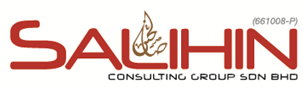 (661008-P)
SALIHIN
CONSULTING GROUP SDN BHD